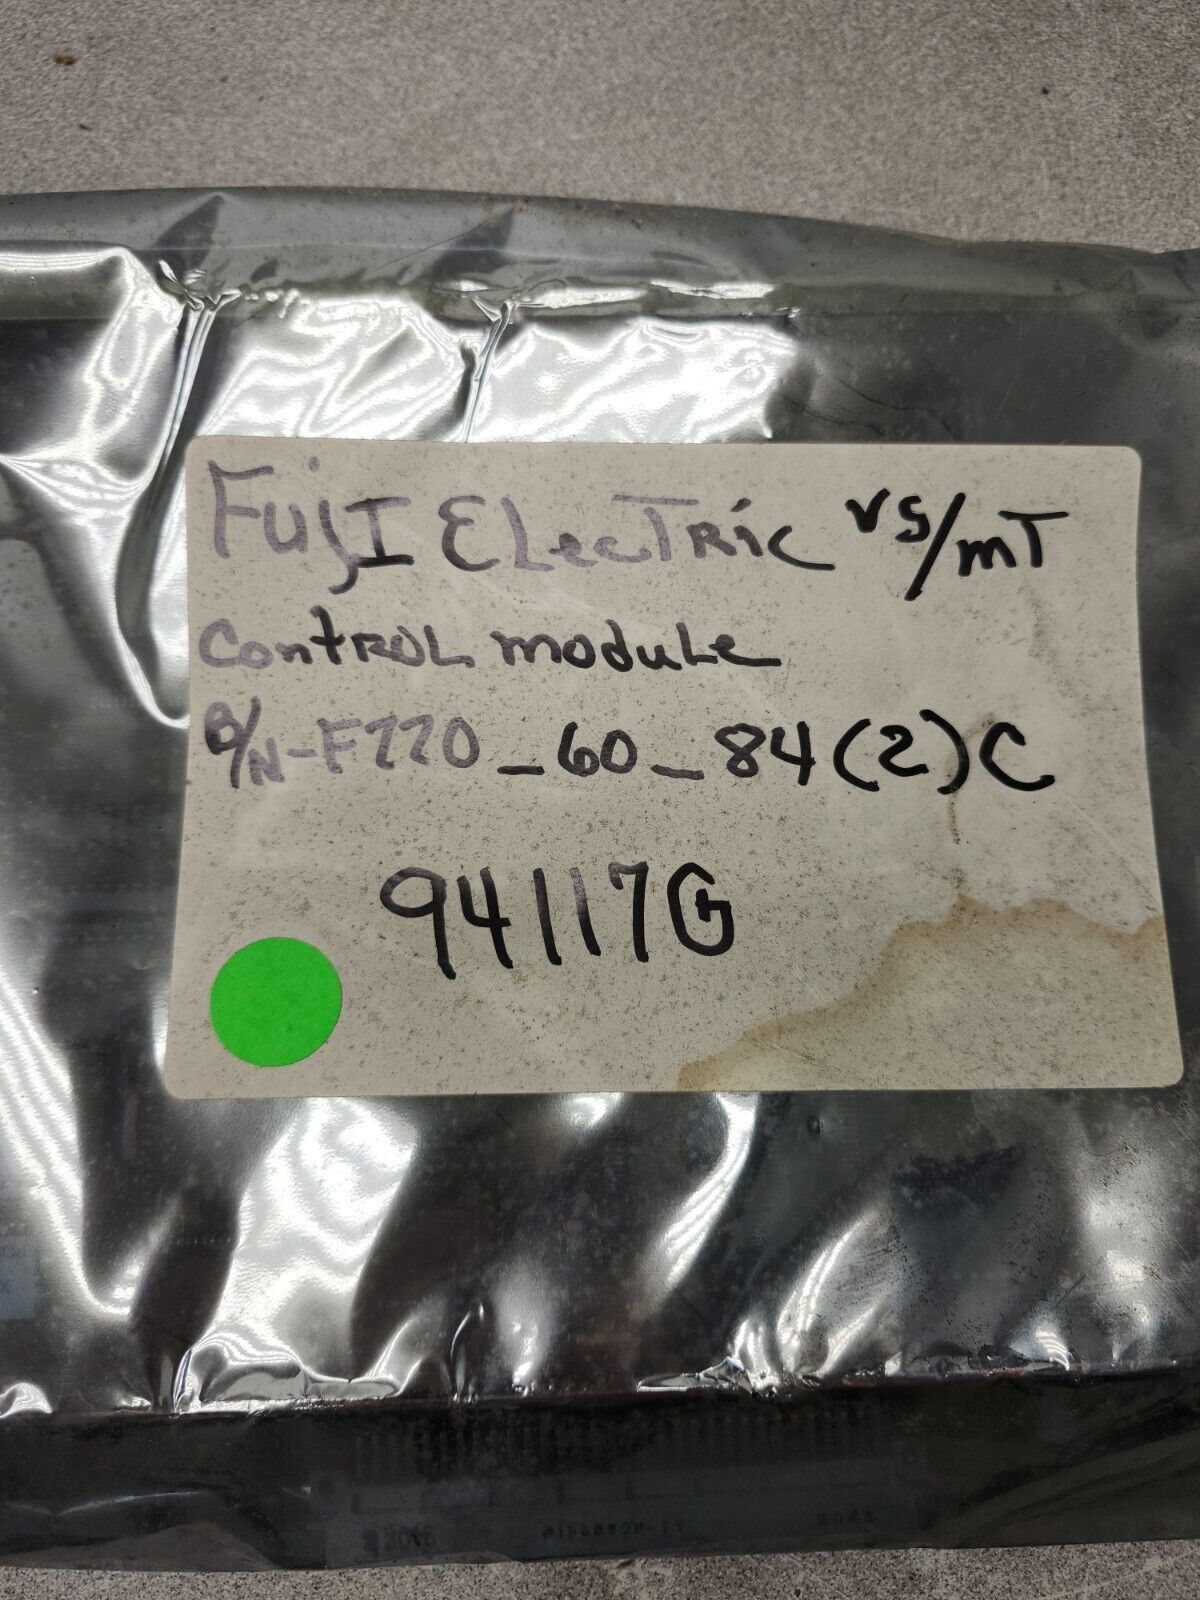 FUjI ELecTRic vs/mT
conTROL moduLe
P/N-F770_60_84(2)C
94117G